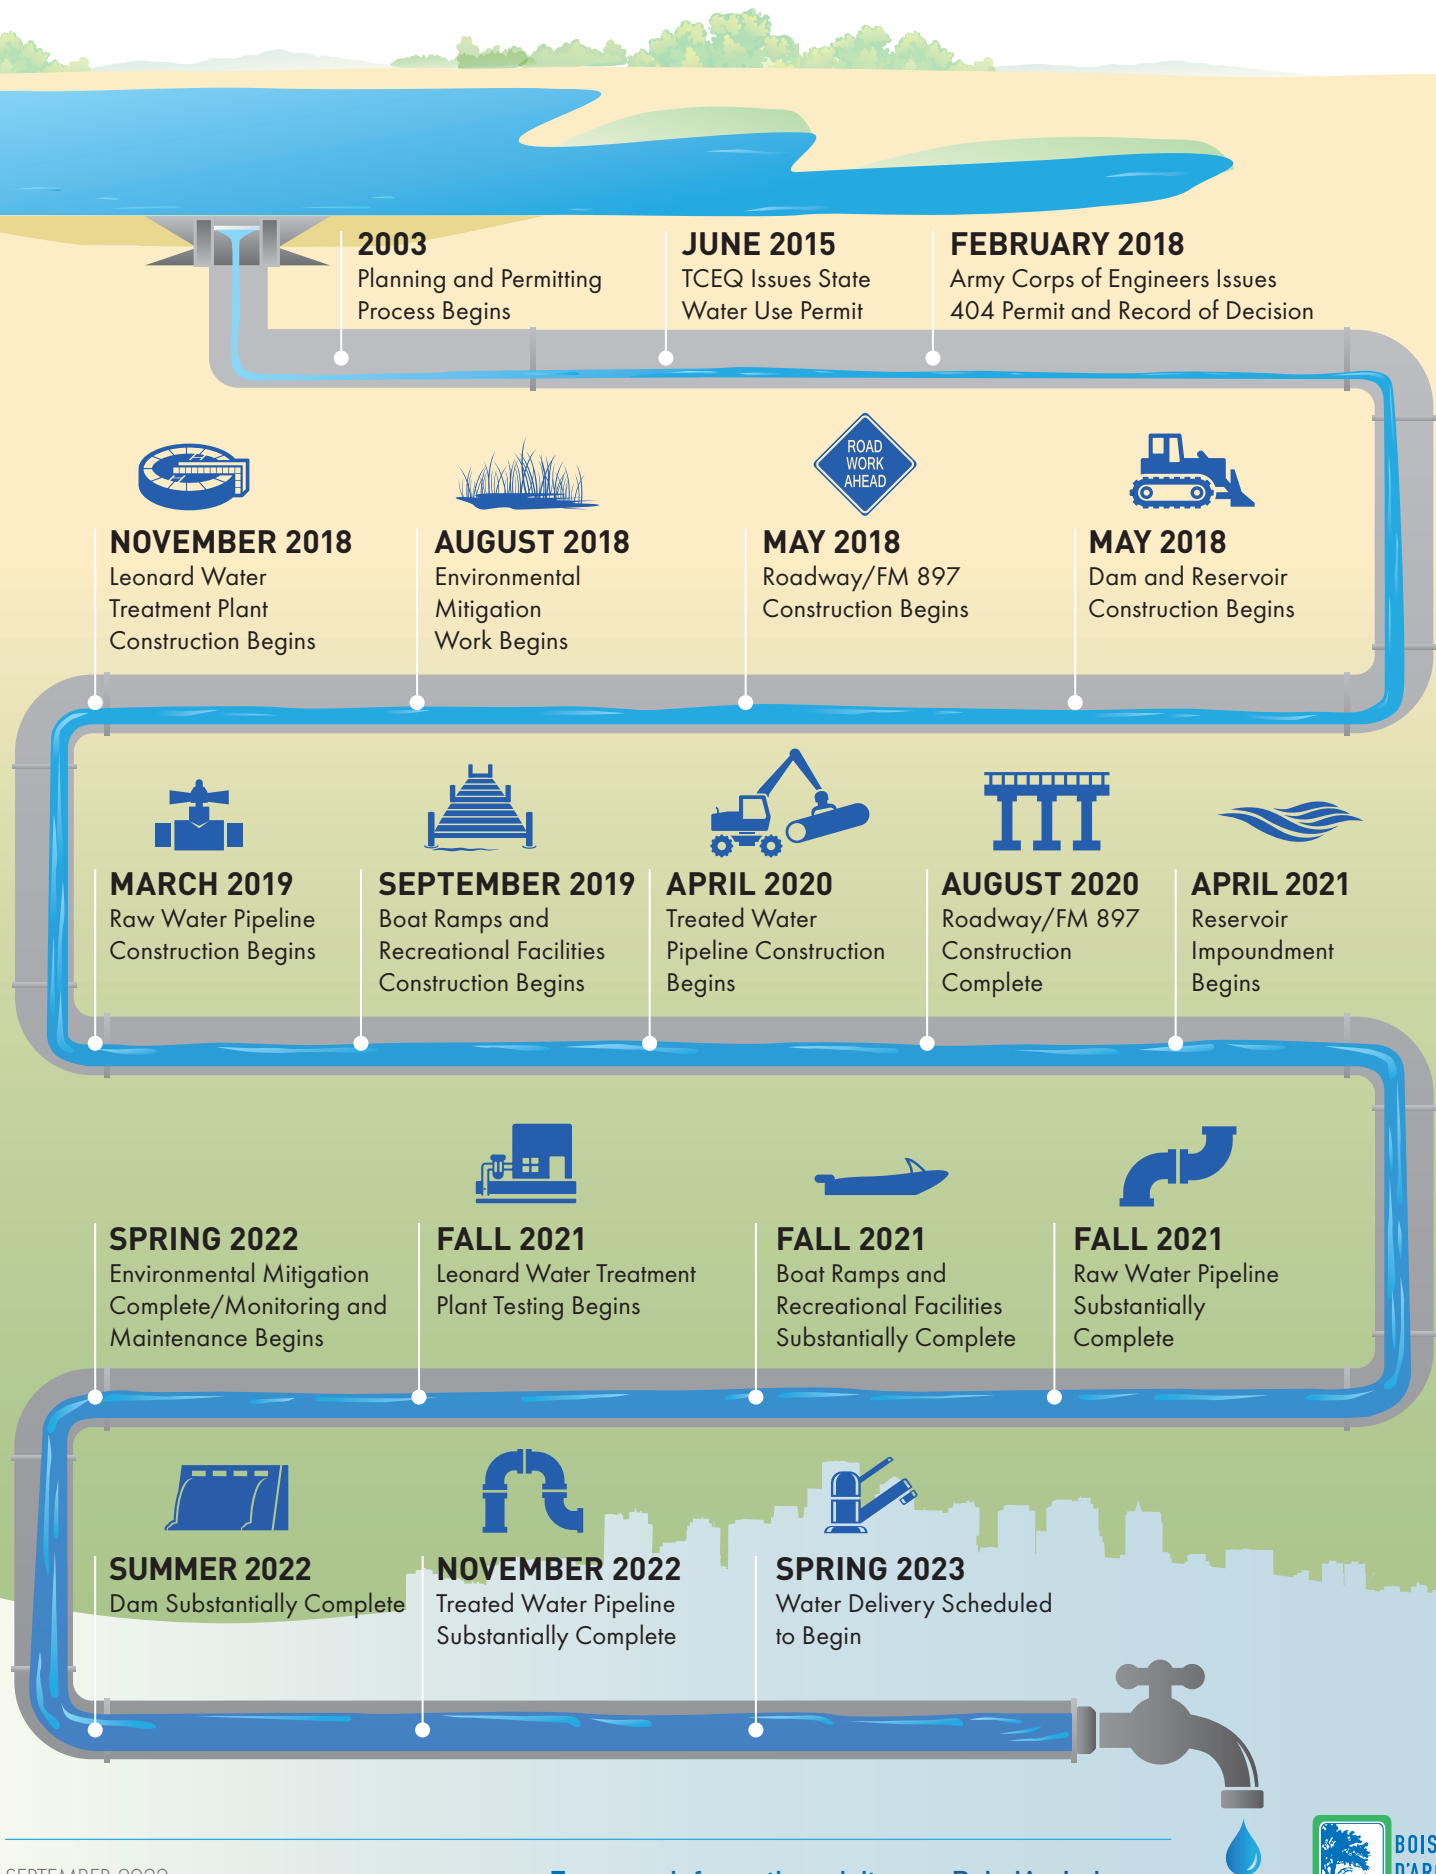 2003
Planning and Permitting
Process Begins
JUNE 2015
TCEQ Issues State
Water Use Permit
FEBRUARY 2018
Army Corps of Engineers Issues
404 Permit and Record of Decision
ROAD
WORK
AHEAD
NOVEMBER 2018
Leonard Water
Treatment Plant
Construction Begins
AUGUST 2018
Environmental
Mitigation
Work Begins
MAY 2018
Roadway/FM 897
Construction Begins
MAY 2018
Dam and Reservoir
Construction Begins
MARCH 2019
Raw Water Pipeline
Construction Begins
SEPTEMBER 2019
Boat Ramps and
Recreational Facilities
Construction Begins
APRIL 2020
Treated Water
Pipeline Construction
Begins
AUGUST 2020
Roadway/FM 897
Construction
Complete
APRIL 2021
Reservoir
Impoundment
Begins
SPRING 2022
Environmental Mitigation
Complete/Monitoring and
Maintenance Begins
FALL 2021
Leonard Water Treatment
Plant Testing Begins
FALL 2021
Boat Ramps and
Recreational Facilities
Substantially Complete
FALL 2021
Raw Water Pipeline
Substantially
Complete
SUMMER 2022
Dam Substantially Complete
NOVEMBER 2022
Treated Water Pipeline
Substantially Complete
SPRING 2023
Water Delivery Scheduled
to Begin
BOIS
D'AR
SEPTEMBER 2022